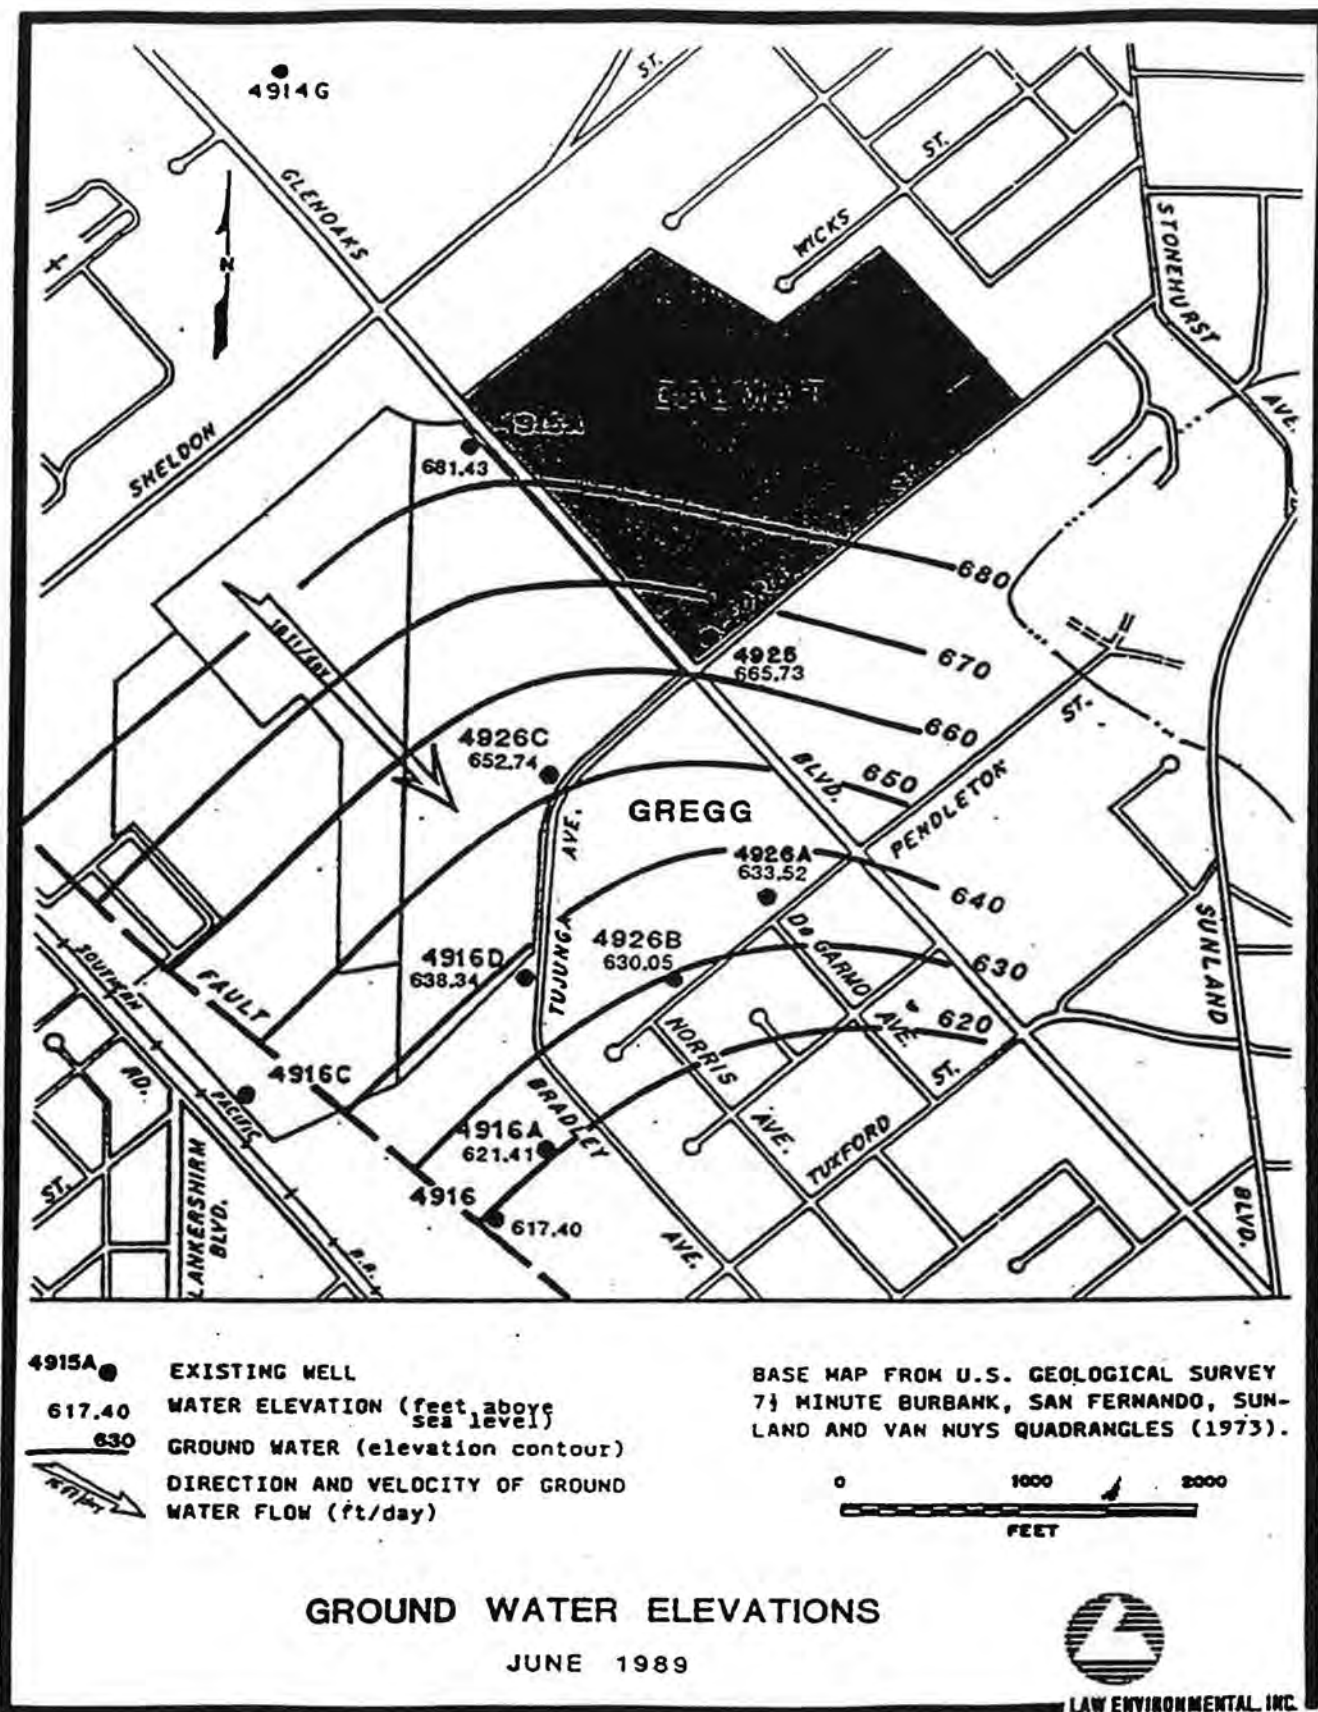 4914G
ST.
GLENOAKS
WICKS
ST.
STONEHURST
AVE.
N
SHELDON
4915A
681.43
680
670
4925
665.73
660
ST.
4926C
652.74
BLVD.
650
PENDLETON
GREGG
AVE.
4926A
633.52
640
TUJUNGA
4926B
630.05
De GARMO
AVE.
630
SUNLAND
BLVD.
4916D
638.34
FAULT
SOUTHERN
PACIFIC
R.R.
620
NORRIS
AVE.
ST.
TUXFORD
RD.
4916C
BRADLEY
AVE.
4916A
621.41
4916
617.40
ST.
LANKERSHIRM
BLVD.
4915A
EXISTING WELL
617.40
WATER ELEVATION (feet above
sea level)
630
GROUND WATER (elevation contour)
DIRECTION AND VELOCITY OF GROUND
WATER FLOW (ft/day)
BASE MAP FROM U.S. GEOLOGICAL SURVEY
7½ MINUTE BURBANK, SAN FERNANDO, SUN-
LAND AND VAN NUYS QUADRANGLES (1973).
0 1000 2000
FEET
GROUND WATER ELEVATIONS
JUNE 1989
LAW ENVIRONMENTAL, INC.